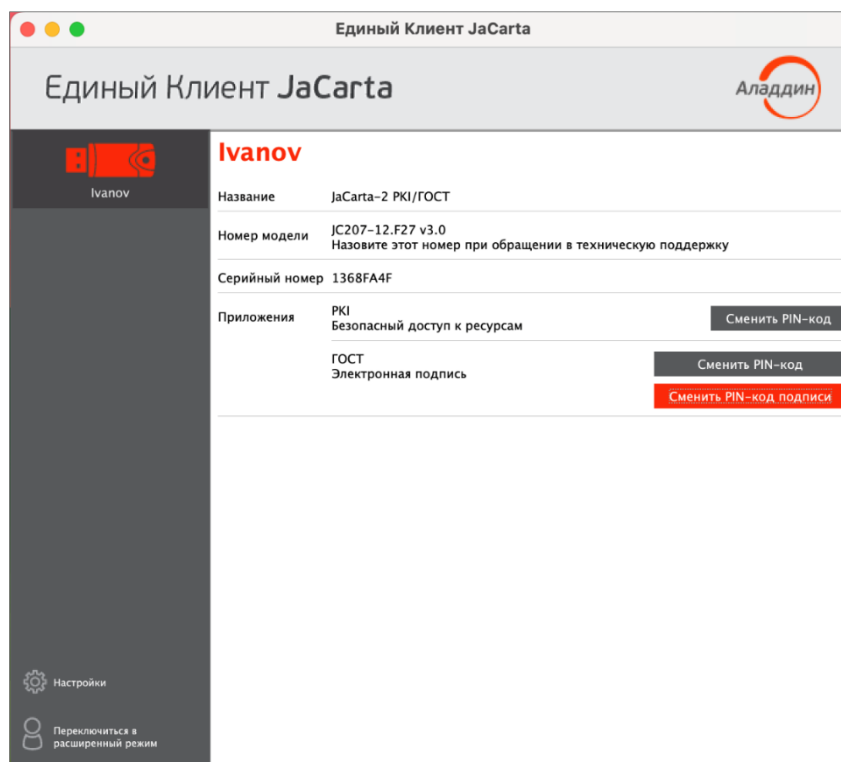 Единый Клиент JaCarta
Единый Клиент JaCarta
Аладдин
Ivanov
Ivanov
Название JaCarta-2 PKI/ГОСТ
Номер модели JC207-12.F27 v3.0
Назовите этот номер при обращении в техническую поддержку
Серийный номер 1368FA4F
Приложения PKI
Безопасный доступ к ресурсам
Сменить PIN-код
ГОСТ
Электронная подпись
Сменить PIN-код
Сменить PIN-код подписи
Настройки
Переключиться в
расширенный режим